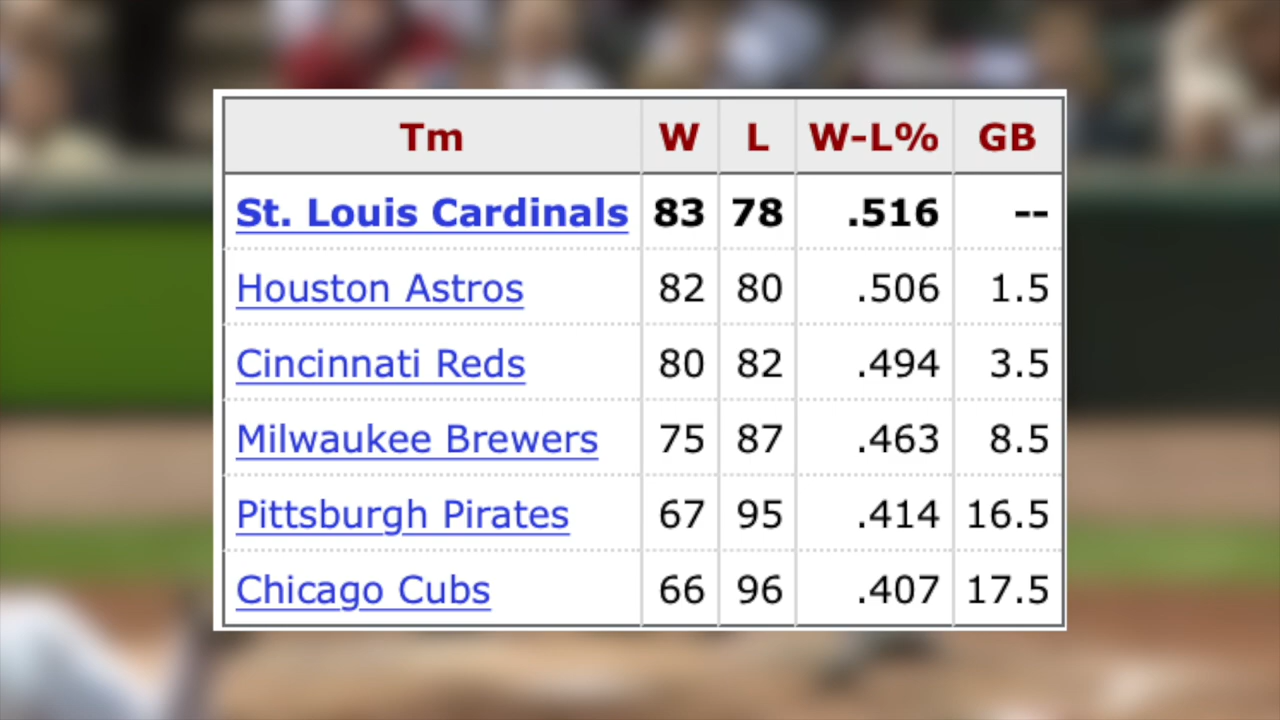 Tm W L W-L% GB
St. Louis Cardinals 83 78 .516 --
Houston Astros 82 80 .506 1.5
Cincinnati Reds 80 82 .494 3.5
Milwaukee Brewers 75 87 .463 8.5
Pittsburgh Pirates 67 95 .414 16.5
Chicago Cubs 66 96 .407 17.5